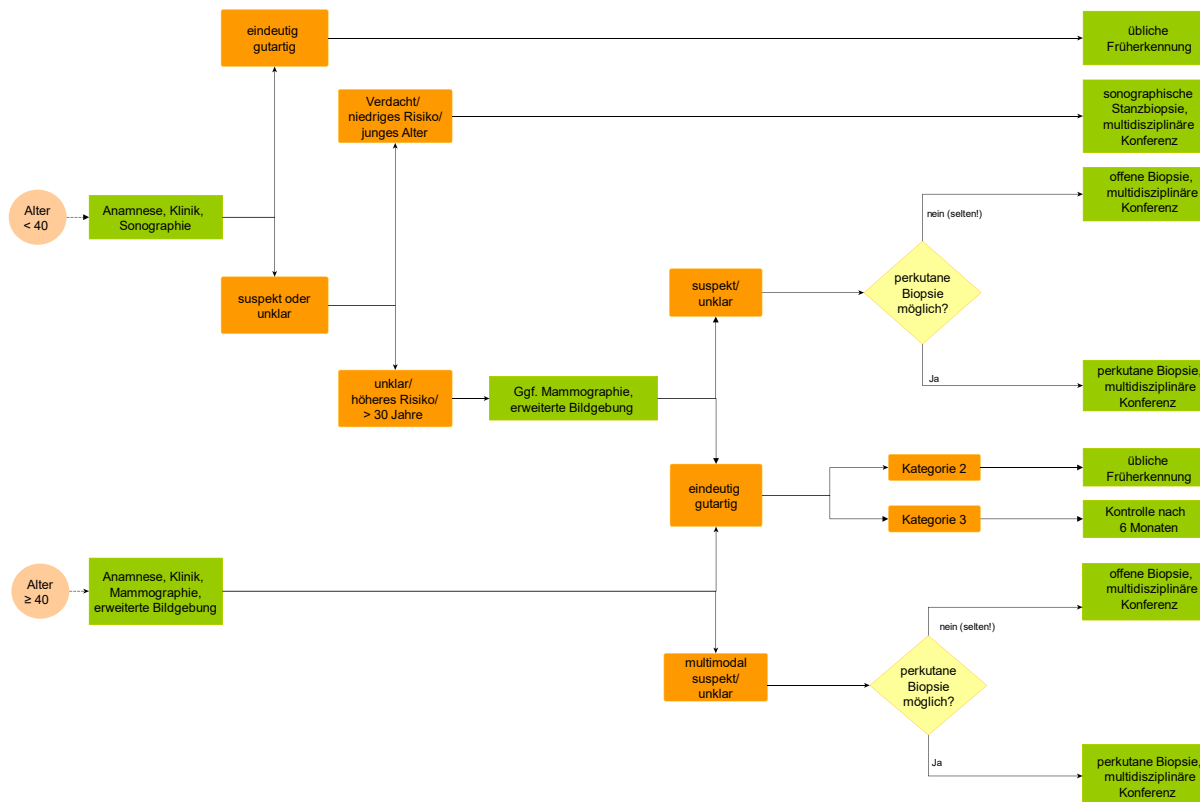 eindeutig
gutartig
übliche
Früherkennung
Verdacht/
niedriges Risiko/
junges Alter
sonographische
Stanzbiopsie,
multidisziplinäre
Konferenz
Alter
< 40
Anamnese, Klinik,
Sonographie
offene Biopsie,
multidisziplinäre
Konferenz
nein (selten!)
suspekt oder
unklar
suspekt/
unklar
perkutane
Biopsie
möglich?
Ja
unklar/
höheres Risiko/
> 30 Jahre
Ggf. Mammographie,
erweiterte Bildgebung
perkutane Biopsie,
multidisziplinäre
Konferenz
eindeutig
gutartig
Kategorie 2
übliche
Früherkennung
Kategorie 3
Kontrolle nach
6 Monaten
Alter
≥ 40
Anamnese, Klinik,
Mammographie,
erweiterte Bildgebung
offene Biopsie,
multidisziplinäre
Konferenz
nein (selten!)
multimodal
suspekt/
unklar
perkutane
Biopsie
möglich?
Ja
perkutane Biopsie,
multidisziplinäre
Konferenz